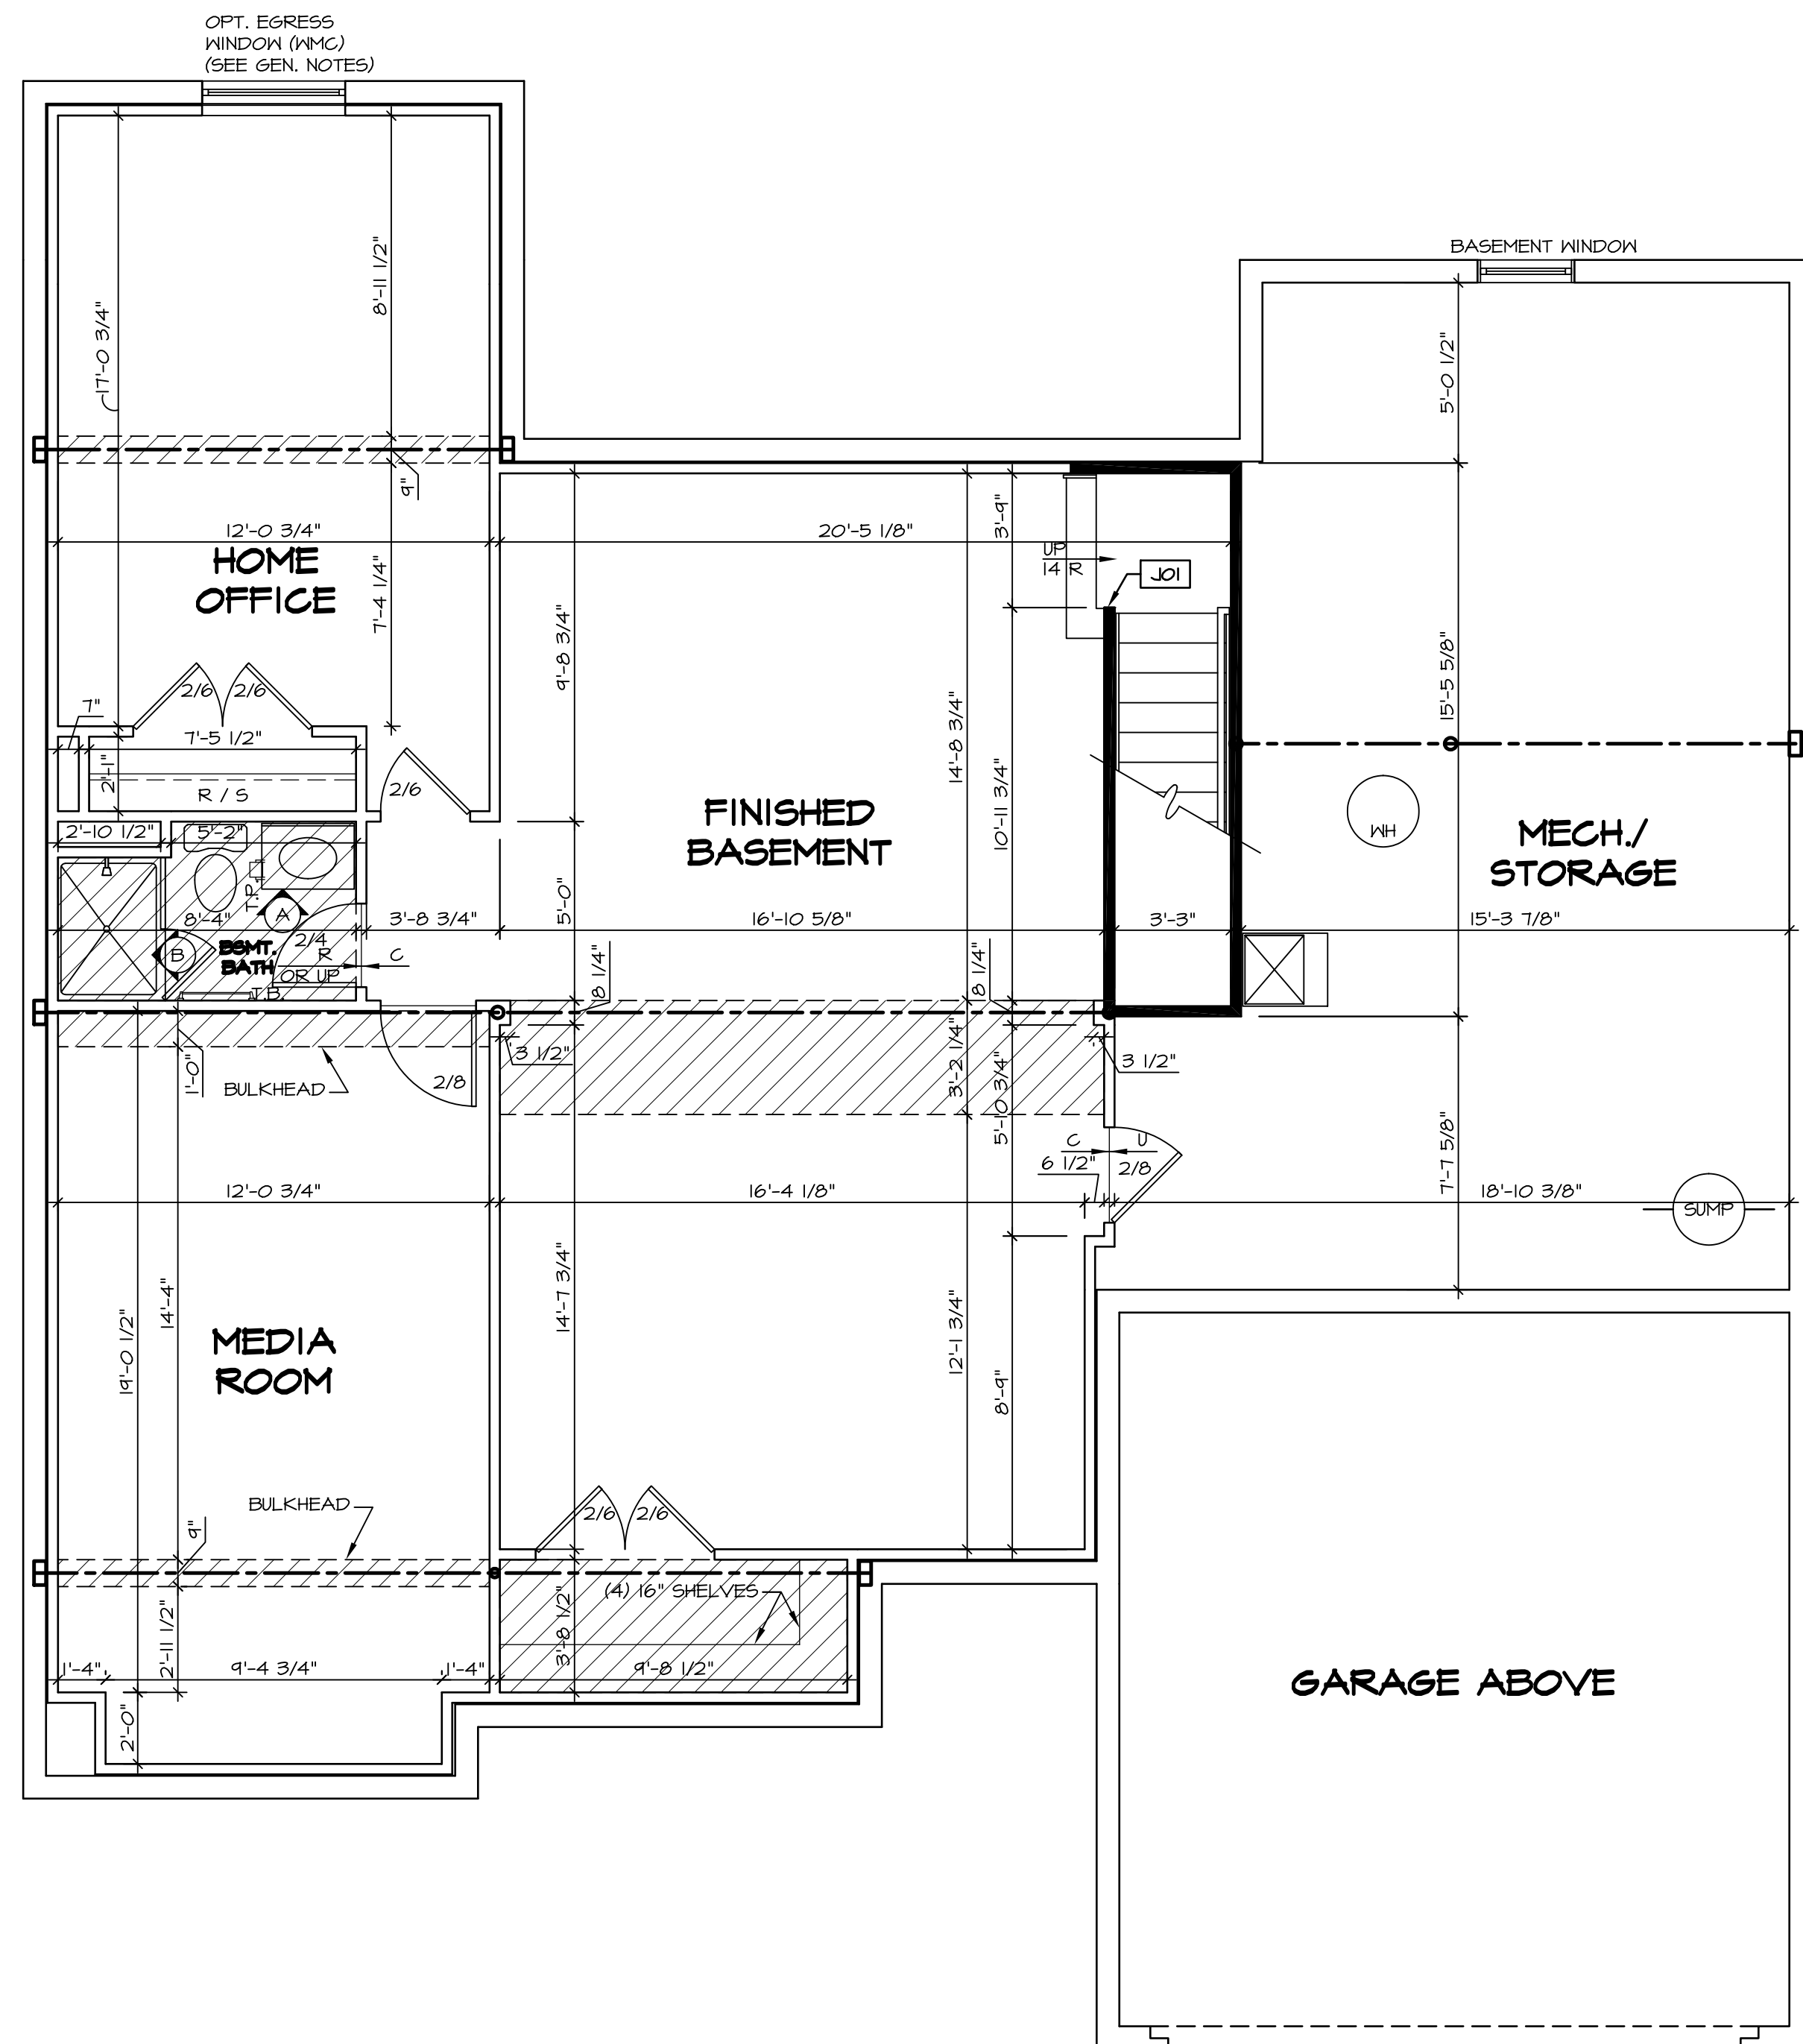 OPT. EGRESS
WINDOW (WMC)
(SEE GEN. NOTES)
BASEMENT WINDOW
17'-0 3/4"
8'-11 1/2"
5'-0 1/2"
9"
12'-0 3/4"
20'-5 1/8"
3'-9"
HOME
OFFICE
UP
14 R
J01
7'-4 1/4"
9'-8 3/4"
14'-8 3/4"
15'-5 5/8"
2/6
2/6
7"
7'-5 1/2"
2'-1"
R / S
2/6
10'-11 3/4"
FINISHED
BASEMENT
WH
MECH./
STORAGE
2'-10 1/2"
5'-2"
T.P.
8'-4"
A
3'-8 3/4"
5'-0"
16'-10 5/8"
3'-3"
15'-3 7/8"
2/4
B
BSMT.
BATH
R
C
OR UP
T.B.
8 1/4"
8 1/4"
3 1/2"
3 1/2"
1'-0"
BULKHEAD
2/8
3'-2 1/4"
5'-10 3/4"
C
U
6 1/2"
2/8
7'-7 5/8"
12'-0 3/4"
16'-4 1/8"
18'-10 3/8"
SUMP
19'-0 1/2"
14'-4"
14'-7 3/4"
12'-1 3/4"
8'-9"
MEDIA
ROOM
BULKHEAD
9"
2/6
2/6
(4) 16" SHELVES
2'-11 1/2"
3'-8 1/2"
1'-4"
9'-4 3/4"
1'-4"
9'-8 1/2"
2'-0"
GARAGE ABOVE